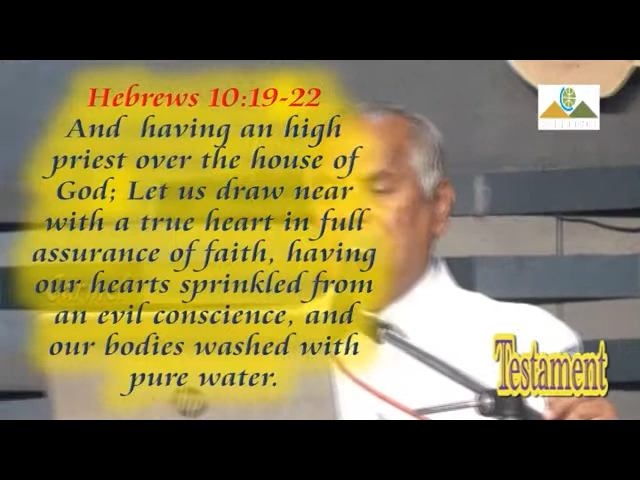 Hebrews 10:19-22
And having an high
priest over the house of
God; Let us draw near
with a true heart in full
assurance of faith, having
our hearts sprinkled from
an evil conscience, and
our bodies washed with
pure water.
Testament
hp